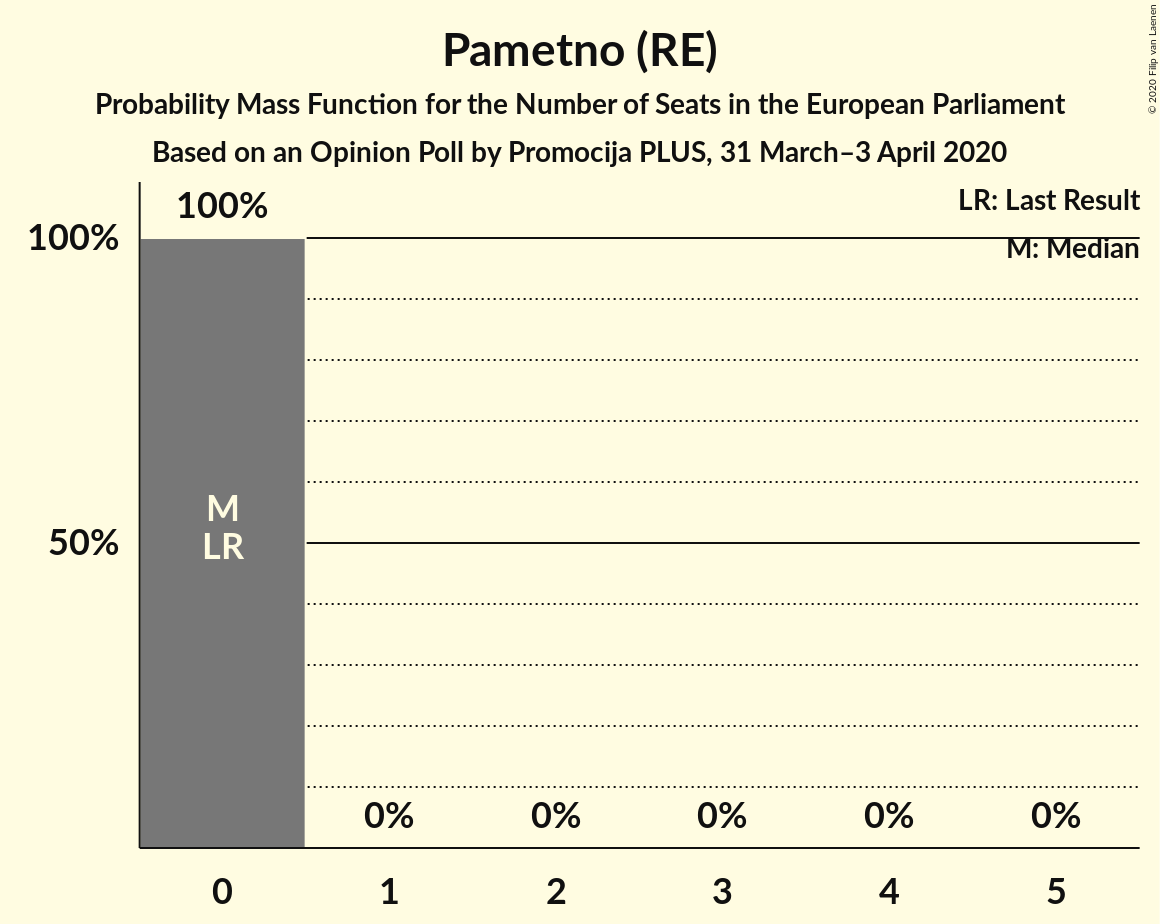 Pametno (RE)
Probability Mass Function for the Number of Seats in the European Parliament
Based on an Opinion Poll by Promocija PLUS, 31 March–3 April 2020
© 2020 Filip van Laenen
LR: Last Result
M: Median
100%
100%
50%
M
LR
0% 0% 0% 0% 0%
0 1 2 3 4 5